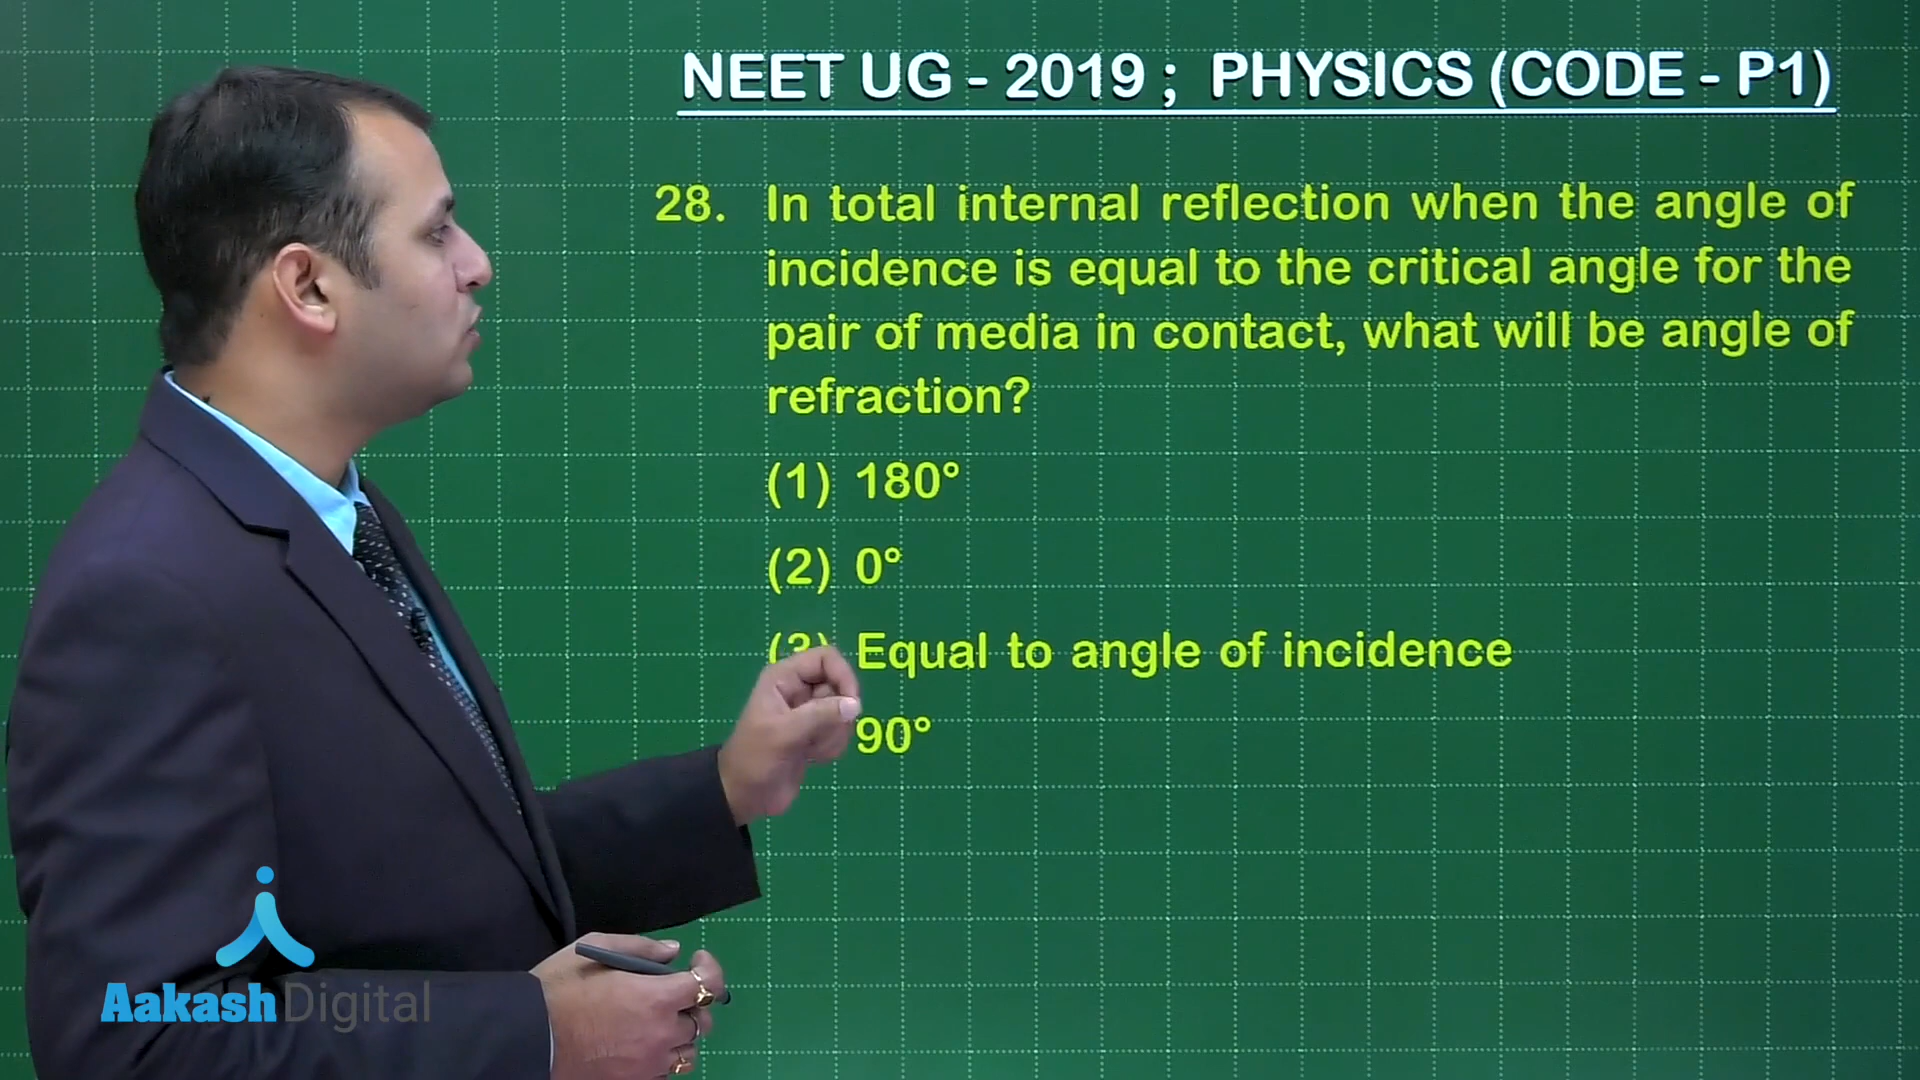 NEET UG - 2019 ; PHYSICS (CODE - P1)
28. In total internal reflection when the angle of
incidence is equal to the critical angle for the
pair of media in contact, what will be angle of
refraction?
(1) 180°
(2) 0°
(3) Equal to angle of incidence
90°
Aakash Digital